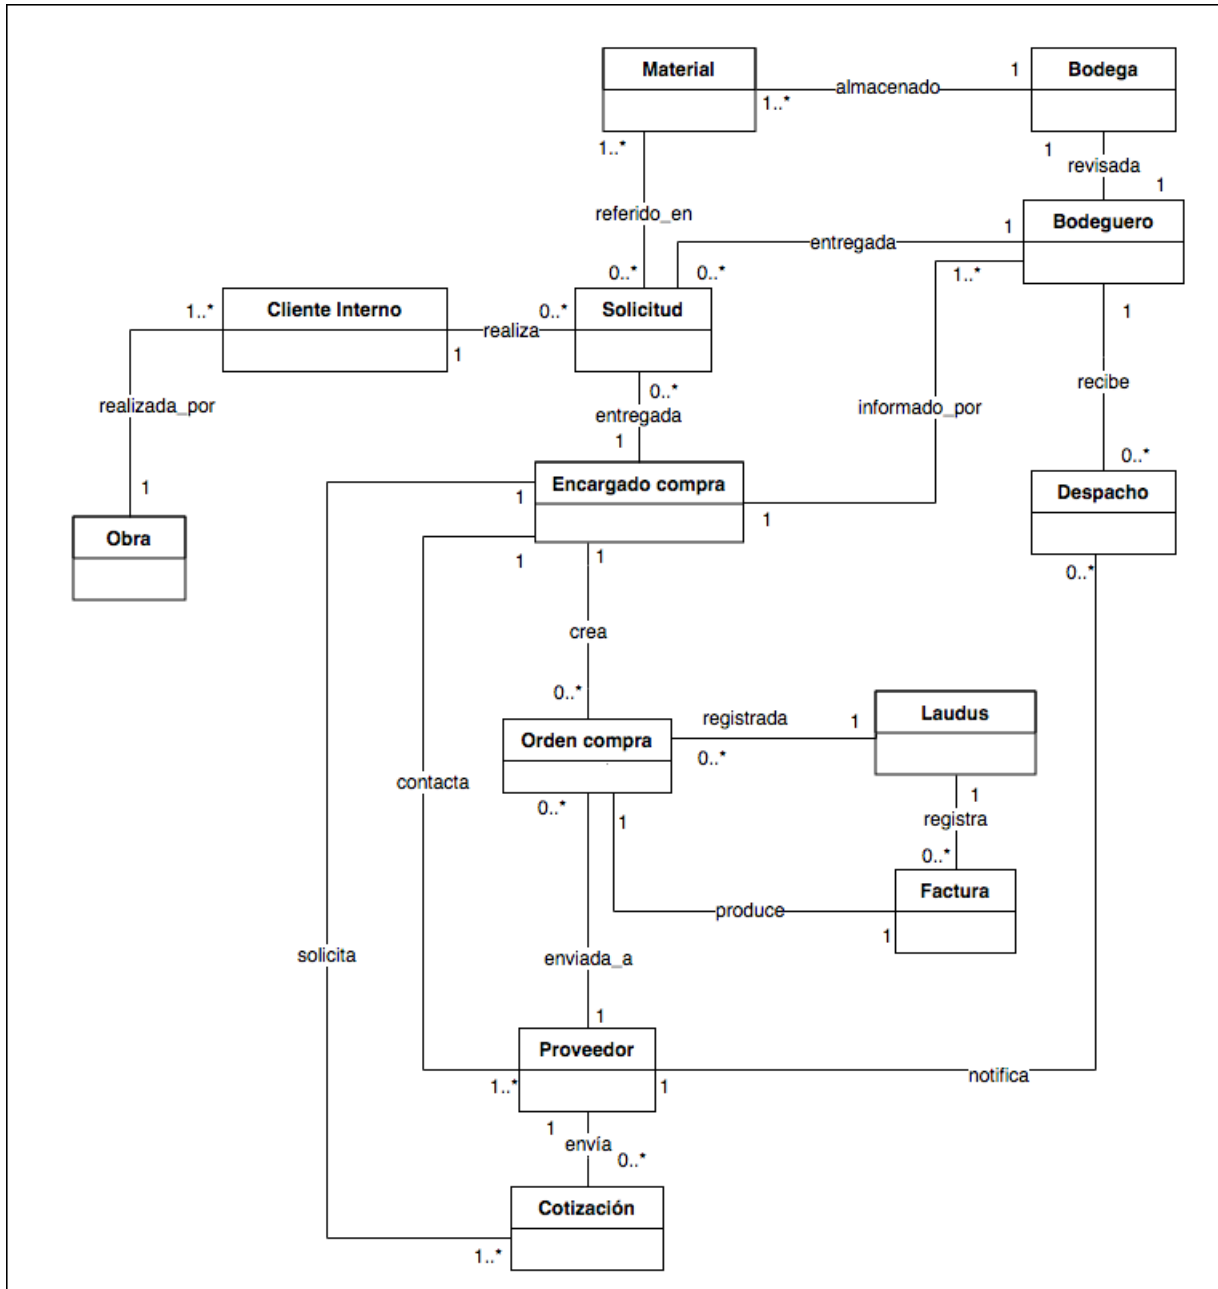 Material
1
Bodega
almacenado
1..*
1..*
1
revisada
1
referido_en
1
Bodeguero
entregada
0..*
0..*
1..*
1..*
Cliente Interno
0..*
Solicitud
1
realiza
1
recibe
0..*
realizada_por
entregada
informado_por
1
0..*
1
Encargado compra
Despacho
1
1
Obra
1
1
0..*
crea
0..*
registrada
1
Laudus
Orden compra
0..*
contacta
0..*
1
1
registra
0..*
Factura
produce
1
solicita
enviada_a
1
Proveedor
notifica
1..*
1
1
envía
0..*
Cotización
1..*